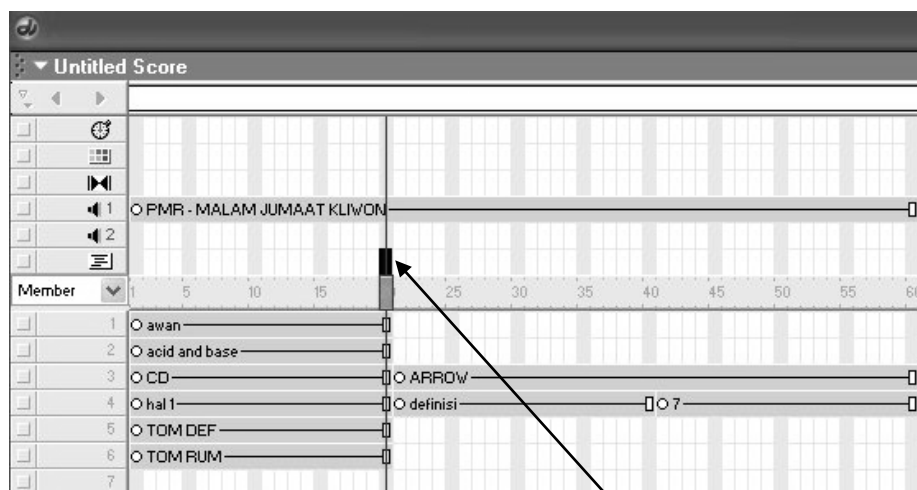 Untitled Score
1 PMR - MALAM JUMAAT KLIWON
2
Member 1 5 10 15 25 30 35 40 45 50 55 60
1 awan
2 acid and base
3 CD ARROW
4 hal 1 definisi 7
5 TOM DEF
6 TOM RUM
7